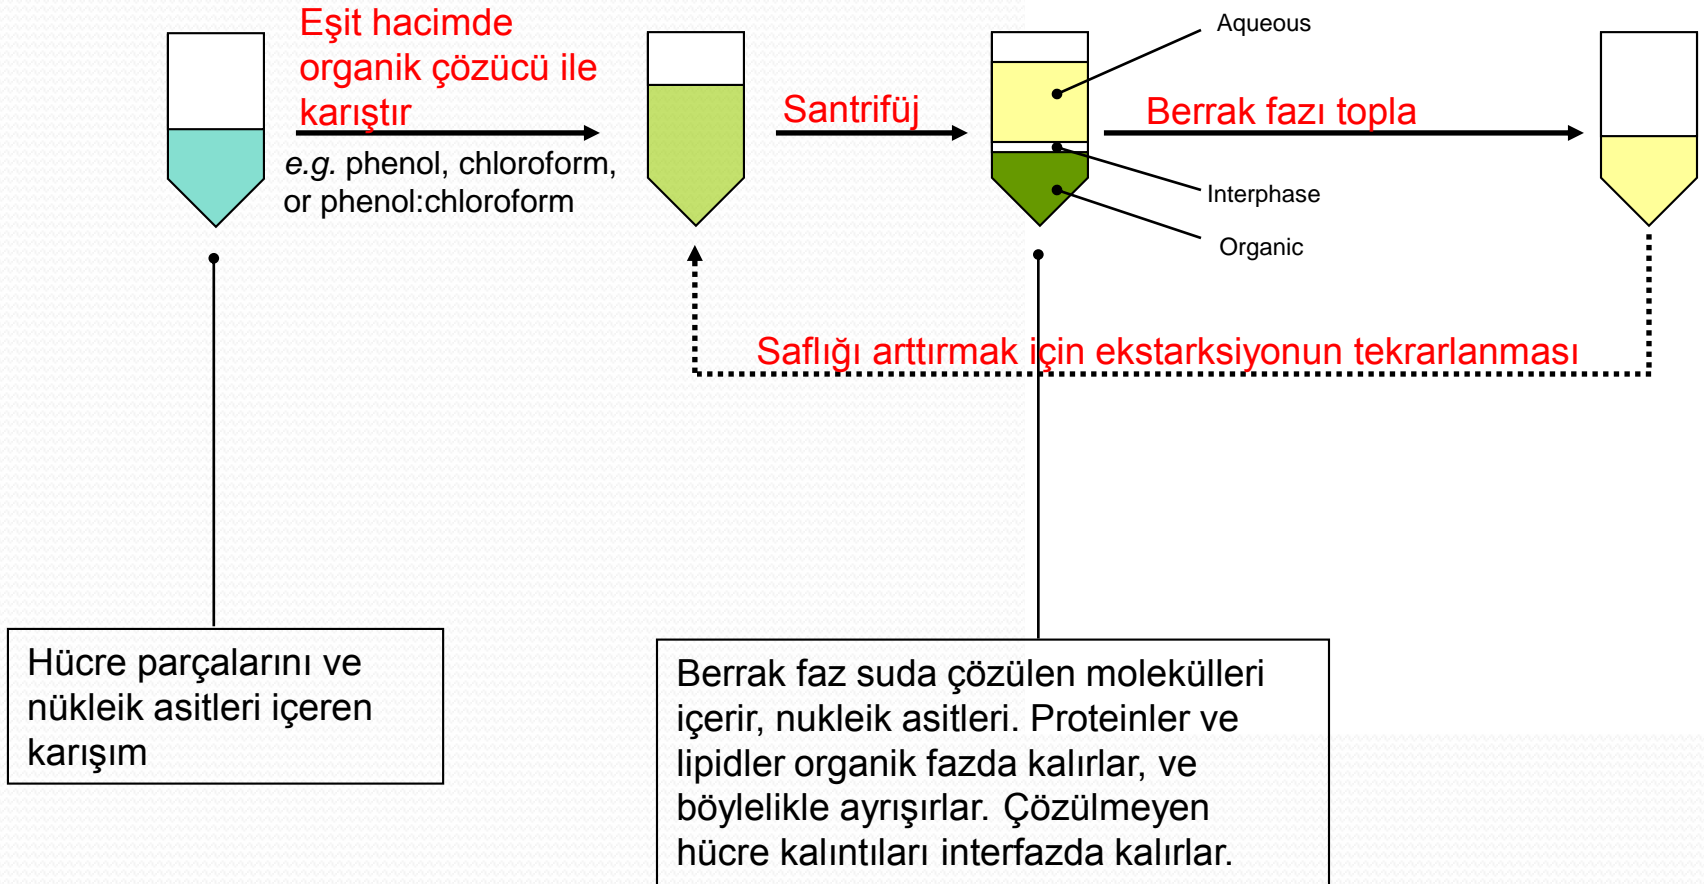 Eşit hacimde
organik çözücü ile
karıştır
e.g. phenol, chloroform,
or phenol:chloroform
Santrifüj
Aqueous
Interphase
Organic
Berrak fazı topla
Saflığı arttırmak için ekstarksiyonun tekrarlanması
Hücre parçalarını ve
nükleik asitleri içeren
karışım
Berrak faz suda çözülen molekülleri
içerir, nukleik asitleri. Proteinler ve
lipidler organik fazda kalırlar, ve
böylelikle ayrışırlar. Çözülmeyen
hücre kalıntıları interfazda kalırlar.